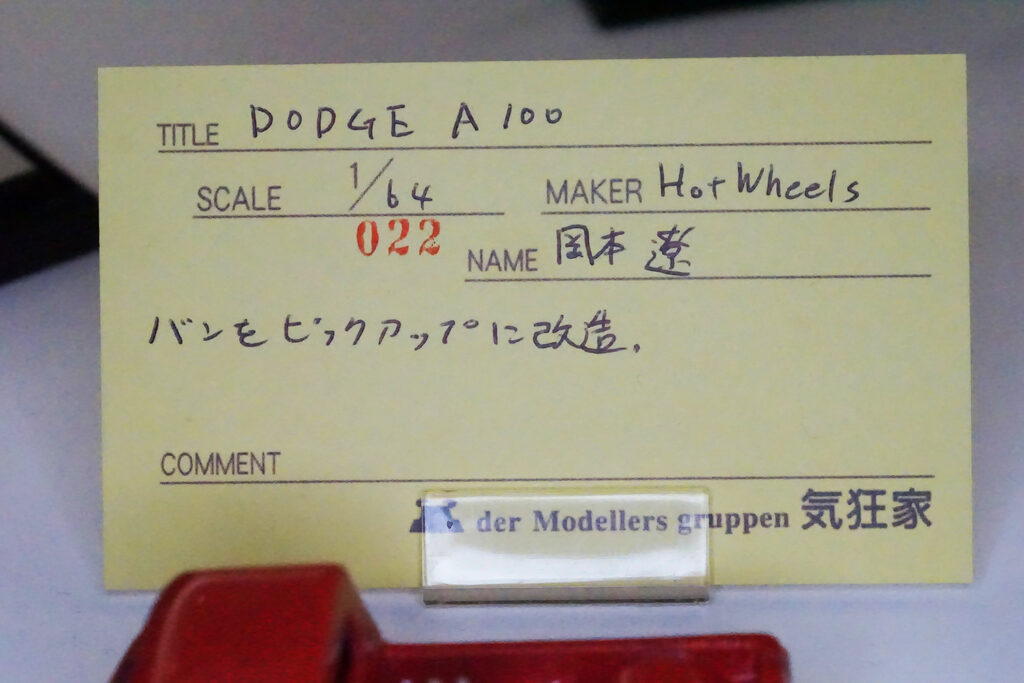 TITLE DODGE A100
SCALE 1/64 MAKER Hot Wheels
022
NAME 岡本 遼
バンをピックアップに改造.
COMMENT
der Modellers gruppen 気狂家